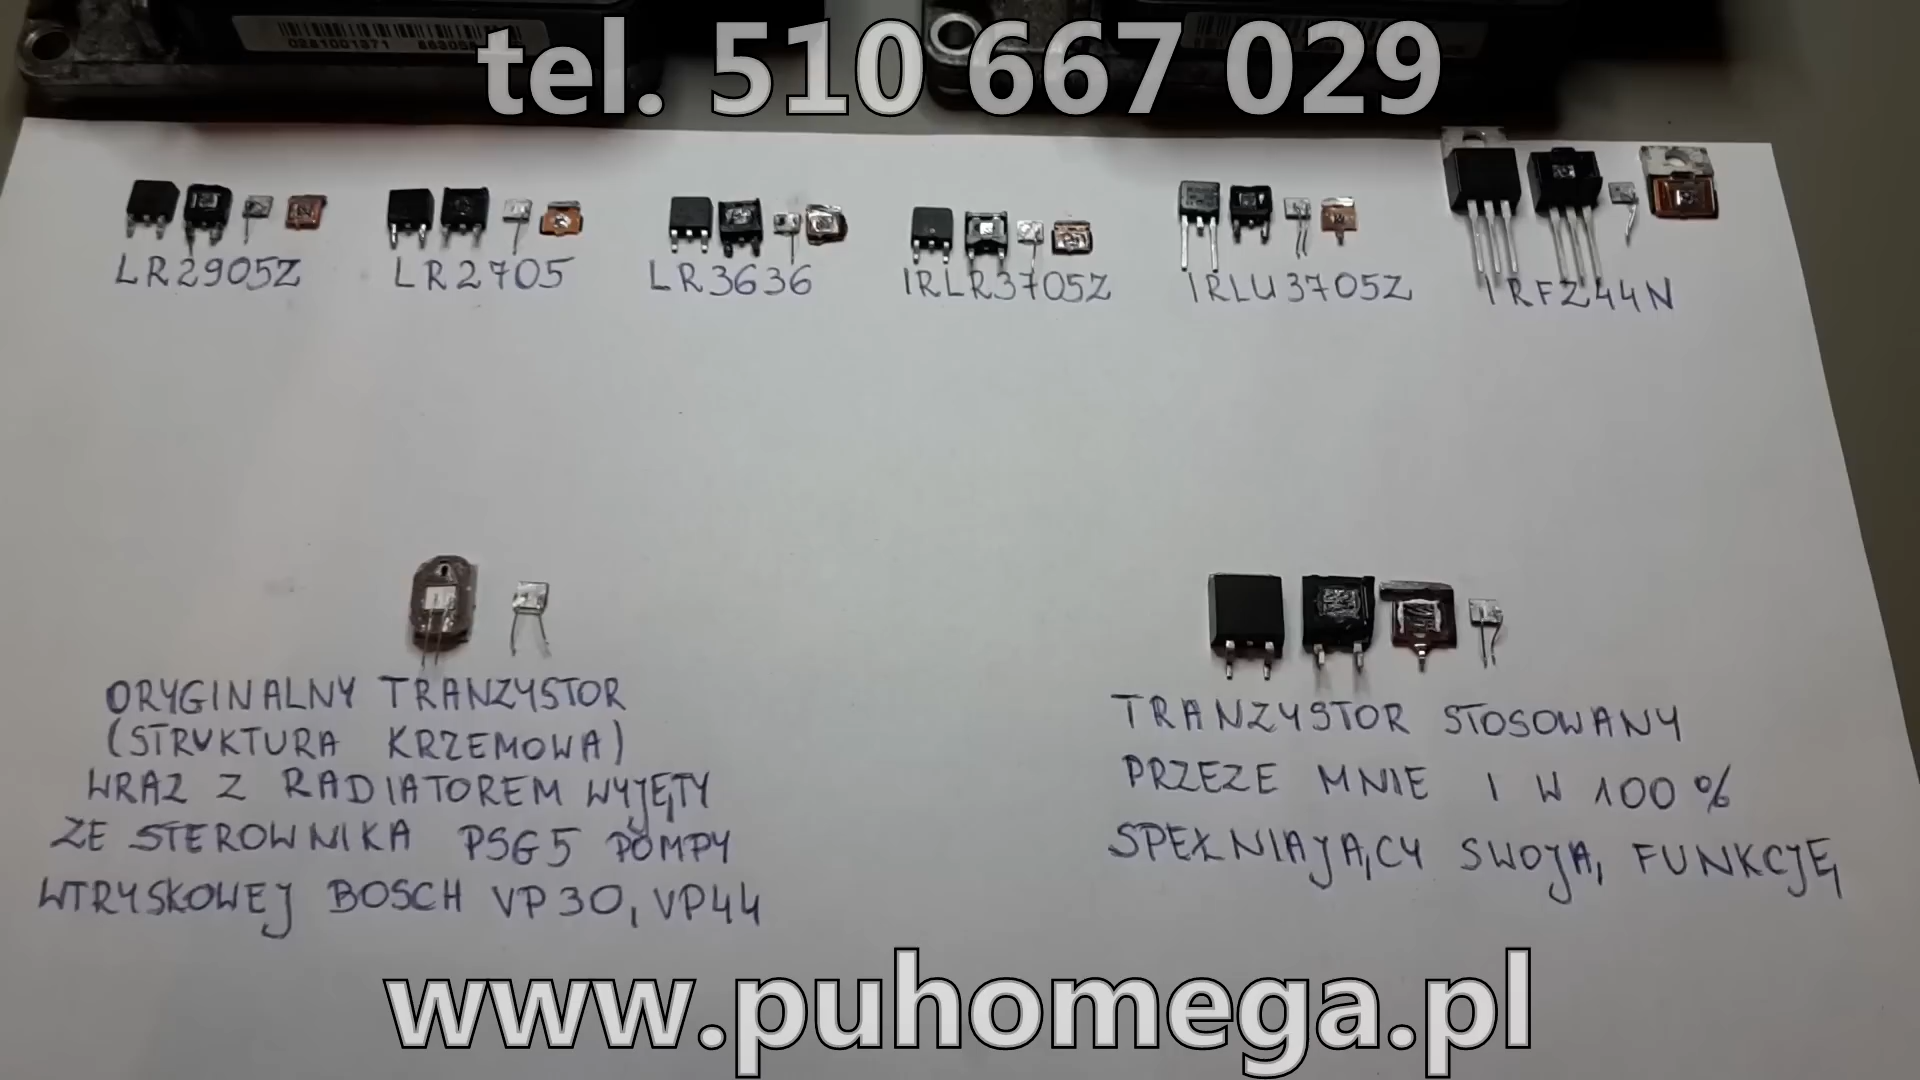 0281001371
tel. 510 667 029
LR2905Z
LR2705
LR3636
IRLR3705Z
IRLU3705Z
IRFZ44N
ORYGINALNY TRANZYSTOR
(STRUKTURA KRZEMOWA)
WRAZ Z RADIATOREM WYJĘTY
ZE STEROWNIKA PSG5 POMPY
WTRYSKOWEJ BOSCH VP30, VP44
TRANZYSTOR STOSOWANY
PRZEZE MNIE I W 100%
SPEŁNIAJĄCY SWOJĄ FUNKCJĘ
www.puhomega.pl